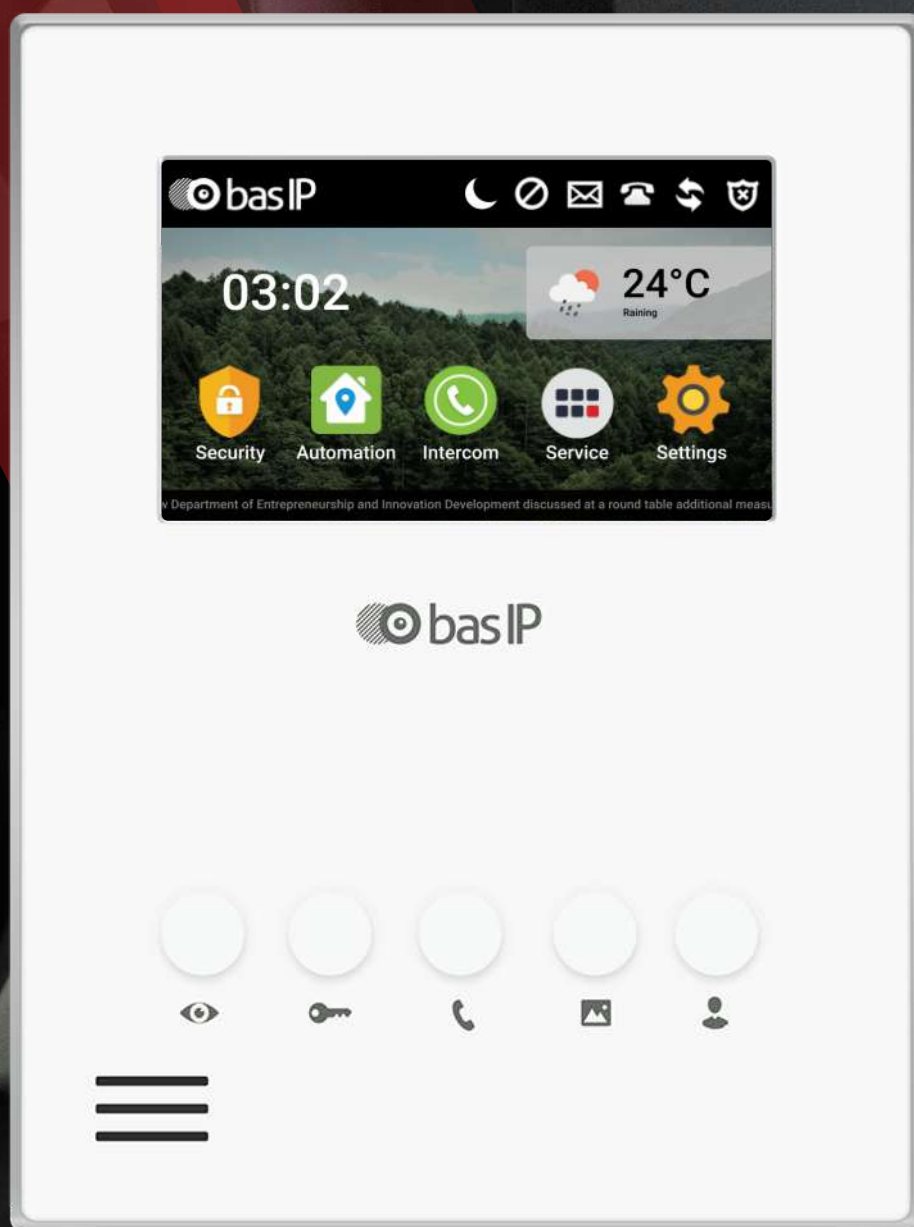 bas IP
03:02
24°C
Raining
Security Automation Intercom Service Settings
Department of Entrepreneurship and Innovation Development discussed at a round table additional
bas IP